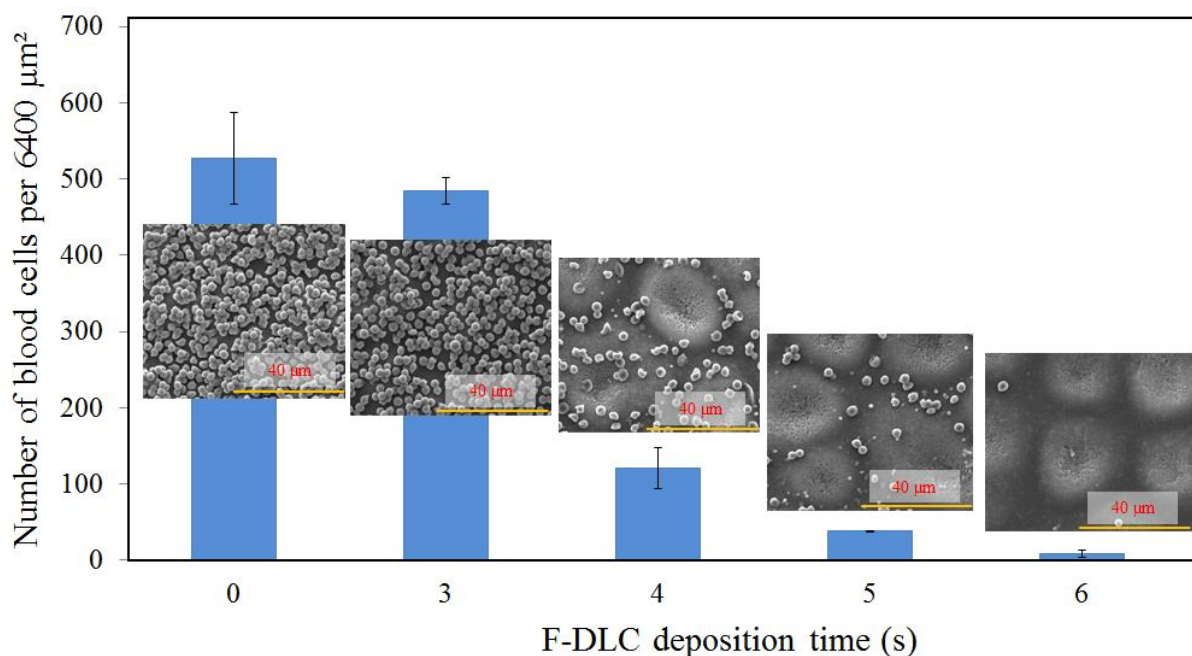 Number of blood cells per 6400 µm²
700
600
500
400
300
200
100
0
40 µm
40 µm
40 µm
40 µm
40 µm
0 3 4 5 6
F-DLC deposition time (s)